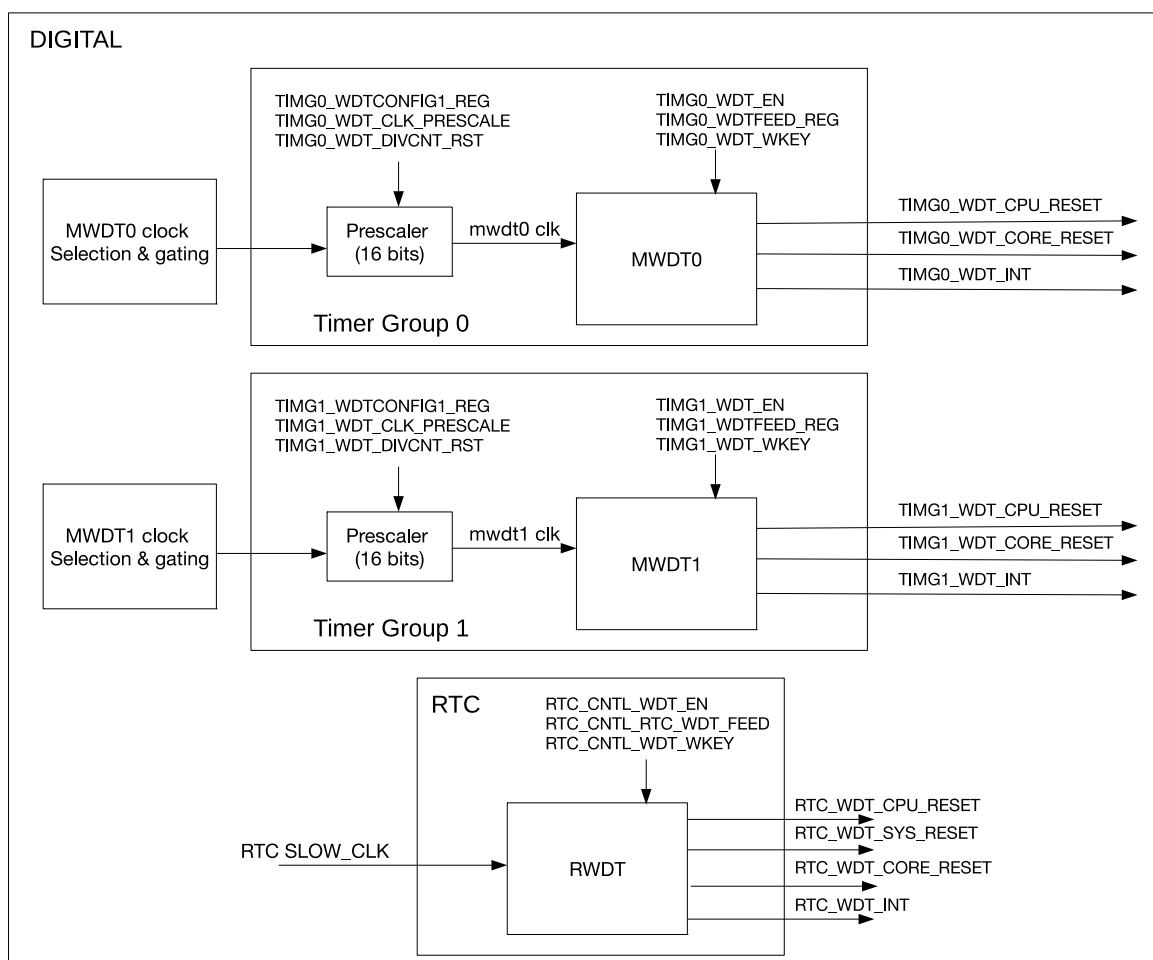 DIGITAL
TIMG0_WDTCONFIG1_REG
TIMG0_WDT_CLK_PRESCALE
TIMG0_WDT_DIVCNT_RST
TIMG0_WDT_EN
TIMG0_WDTFEED_REG
TIMG0_WDT_WKEY
MWDT0 clock
Selection & gating
Prescaler
(16 bits)
mwdt0 clk
MWDT0
TIMG0_WDT_CPU_RESET
TIMG0_WDT_CORE_RESET
TIMG0_WDT_INT
Timer Group 0
TIMG1_WDTCONFIG1_REG
TIMG1_WDT_CLK_PRESCALE
TIMG1_WDT_DIVCNT_RST
TIMG1_WDT_EN
TIMG1_WDTFEED_REG
TIMG1_WDT_WKEY
MWDT1 clock
Selection & gating
Prescaler
(16 bits)
mwdt1 clk
MWDT1
TIMG1_WDT_CPU_RESET
TIMG1_WDT_CORE_RESET
TIMG1_WDT_INT
Timer Group 1
RTC
RTC_CNTL_WDT_EN
RTC_CNTL_RTC_WDT_FEED
RTC_CNTL_WDT_WKEY
RTC SLOW_CLK
RWDT
RTC_WDT_CPU_RESET
RTC_WDT_SYS_RESET
RTC_WDT_CORE_RESET
RTC_WDT_INT